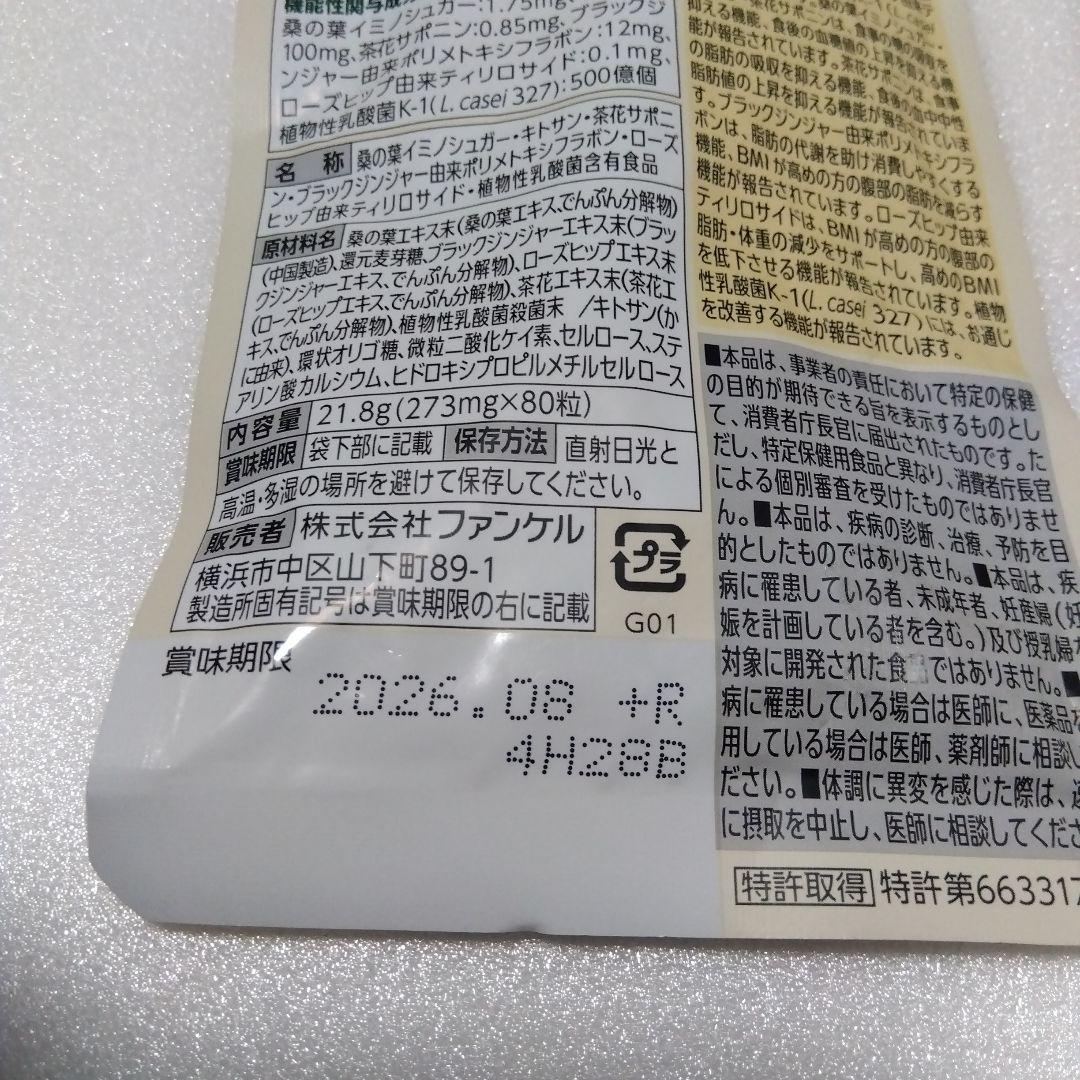 機能性関与成
桑の葉イミノシュガー:1.75mg、
100mg、茶花サポニン:0.85mg、ブラックジ
ンジャー由来ポリメトキシフラボン:12mg、
ローズヒップ由来ティリロサイド:0.1mg、
植物性乳酸菌K-1(L. casei 327):500億個
名 称 桑の葉イミノシュガー・キトサン・茶花サポニ
ン・ブラックジンジャー由来ポリメトキシフラボン・ローズ
ヒップ由来ティリロサイド・植物性乳酸菌含有食品
原材料名 桑の葉エキス末(桑の葉エキス、でんぷん分解物)
(中国製造)、還元麦芽糖、ブラックジンジャーエキス末(ブラッ
クジンジャーエキス、でんぷん分解物)、ローズヒップエキス末
(ローズヒップエキス、でんぷん分解物)、茶花エキス末(茶花エ
キス、でんぷん分解物)、植物性乳酸菌殺菌末 /キトサン(か
に由来)、環状オリゴ糖、微粒二酸化ケイ素、セルロース、ステ
アリン酸カルシウム、ヒドロキシプロピルメチルセルロース
内容量 21.8g(273mg×80粒)
賞味期限 袋下部に記載 保存方法 直射日光と
高温・多湿の場所を避けて保存してください。
販売者 株式会社ファンケル
横浜市中区山下町89-1
製造所固有記号は賞味期限の右に記載
プラ
G01
賞味期限
2026.08 +R
4H28B
茶花サポニンは、食事の
脂肪の吸収を抑える機能、食後の血中中性
脂肪値の上昇を抑える機能が報告されていま
す。ブラックジンジャー由来ポリメトキシフラ
ボンは、脂肪の代謝を助け消費しやすくする
機能、BMIが高めの方の腹部の脂肪を減らす
機能が報告されています。ローズヒップ由来
ティリロサイドは、BMIが高めの方の腹部の
脂肪・体重の減少をサポートし、高めのBMI
を低下させる機能が報告されています。植物
性乳酸菌K-1(L. casei 327)には、お通じ
を改善する機能が報告されています。
■本品は、事業者の責任において特定の保健
の目的が期待できる旨を表示するものとし
て、消費者庁長官に届出されたものです。た
だし、特定保健用食品と異なり、消費者庁長官
による個別審査を受けたものではありませ
ん。■本品は、疾病の診断、治療、予防を目
的としたものではありません。■本品は、疾
病に罹患している者、未成年者、妊産婦(妊
娠を計画している者を含む。)及び授乳婦を
対象に開発された食品ではありません。■
病に罹患している場合は医師に、医薬品を
用している場合は医師、薬剤師に相談し
ださい。■体調に異変を感じた際は、速
に摂取を中止し、医師に相談してくださ
特許取得 特許第663317